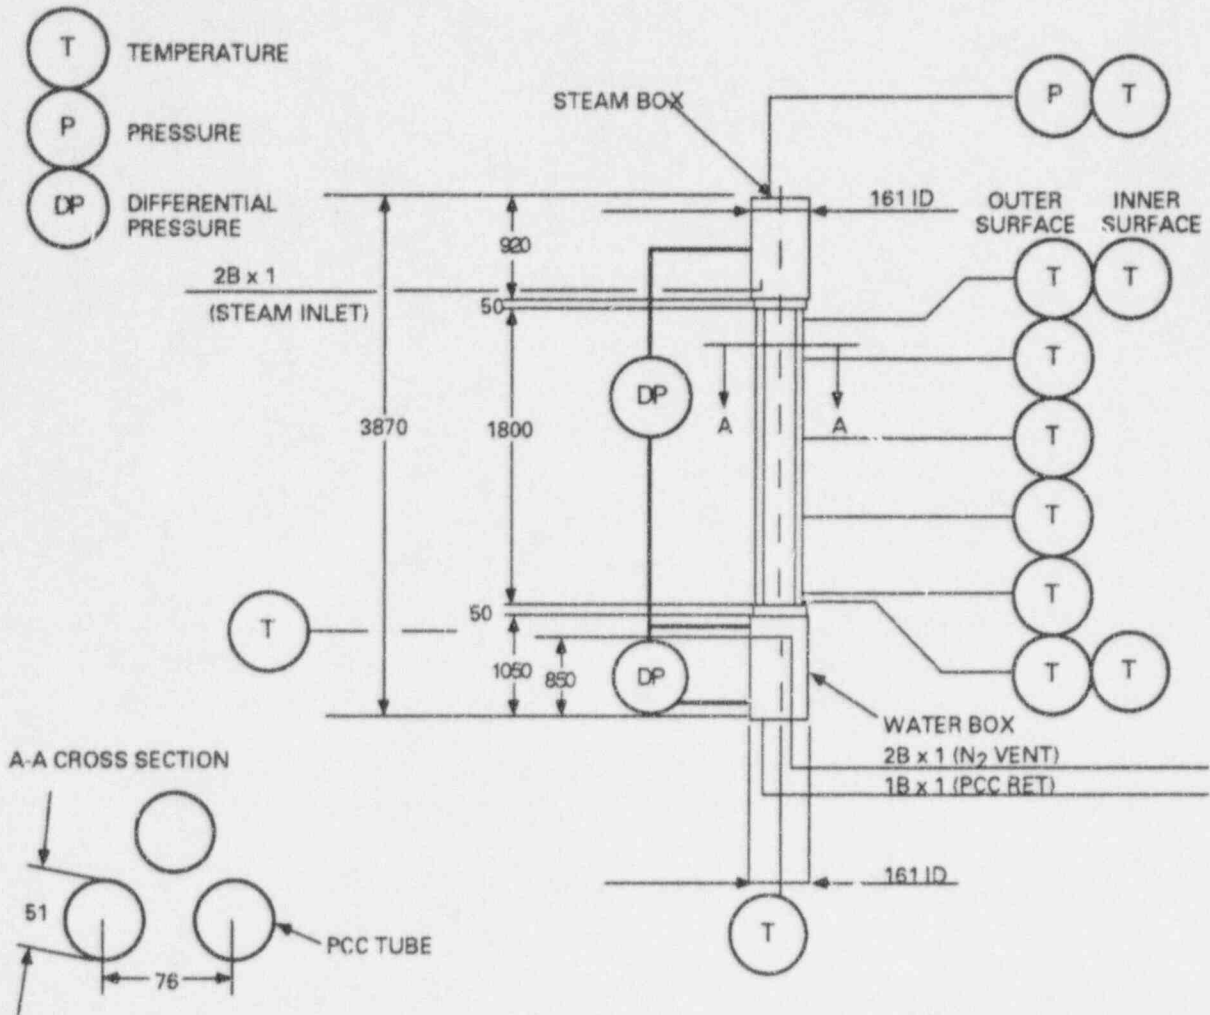 T TEMPERATURE
P PRESSURE
DP DIFFERENTIAL
PRESSURE
STEAM BOX
P T
161 ID
OUTER
SURFACE
INNER
SURFACE
920
2B x 1
(STEAM INLET)
50
T T
T
DP
A A
3870
1800
T
T
T
50
T
1050
850
DP
T T
WATER BOX
2B x 1 (N₂ VENT)
1B x 1 (PCC RET)
A-A CROSS SECTION
161 ID
51
PCC TUBE
T
76